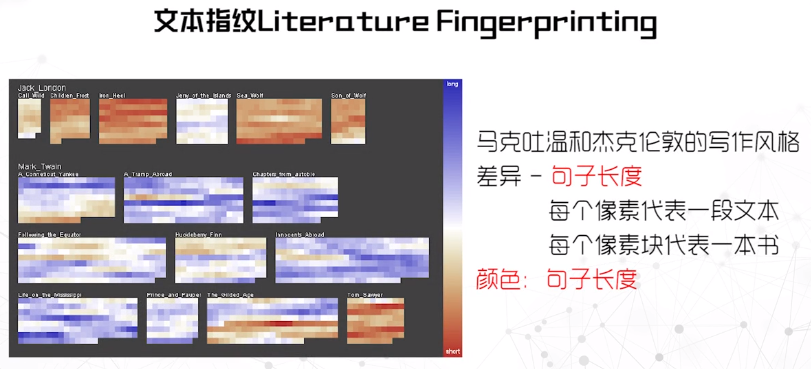 文本指纹Literature Fingerprinting
Jack_London
Call_Wild Children_Frost Iron_Heel Jerry_of_the_Islands Sea_Wolf Son_of_Wolf
long
Mark_Twain
A_Conneticut_Yankee A_Tramp_Abroad Chapters_from_autobie
Following_the_Equator Huckleberry_Finn Innocents_Abroad
Life_on_the_Mississippi Prince_and_Pauper The_Gilded_Age Tom_Sawyer
short
马克吐温和杰克伦敦的写作风格
差异 - 句子长度
每个像素代表一段文本
每个像素块代表一本书
颜色：句子长度